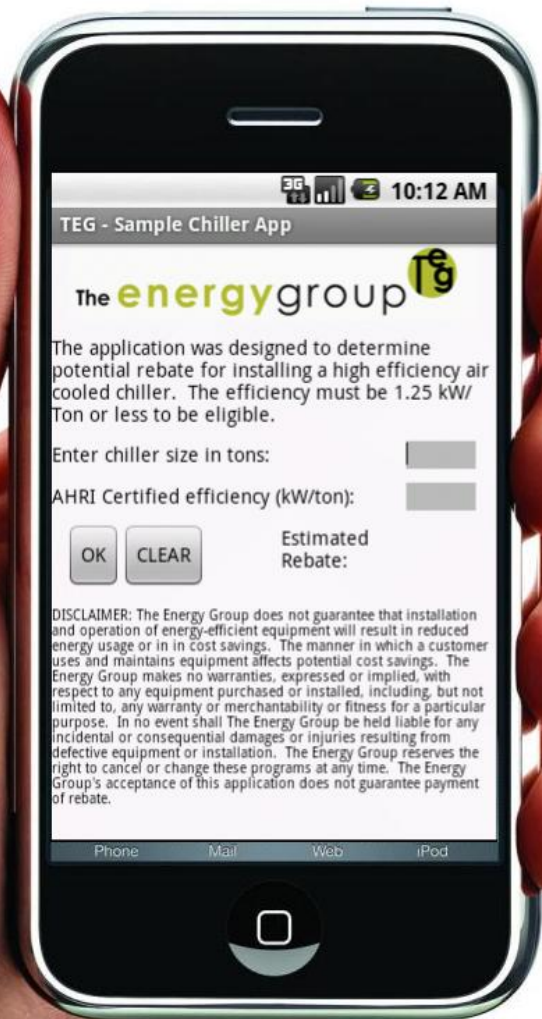 3G 10:12 AM
TEG - Sample Chiller App
The energygroup Teg
The application was designed to determine
potential rebate for installing a high efficiency air
cooled chiller. The efficiency must be 1.25 kW/
Ton or less to be eligible.
Enter chiller size in tons:
AHRI Certified efficiency (kW/ton):
OK CLEAR Estimated
Rebate:
DISCLAIMER: The Energy Group does not guarantee that installation
and operation of energy-efficient equipment will result in reduced
energy usage or in in cost savings. The manner in which a customer
uses and maintains equipment affects potential cost savings. The
Energy Group makes no warranties, expressed or implied, with
respect to any equipment purchased or installed, including, but not
limited to, any warranty or merchantability or fitness for a particular
purpose. In no event shall The Energy Group be held liable for any
incidental or consequential damages or injuries resulting from
defective equipment or installation. The Energy Group reserves the
right to cancel or change these programs at any time. The Energy
Group's acceptance of this application does not guarantee payment
of rebate.
Phone Mail Web iPod